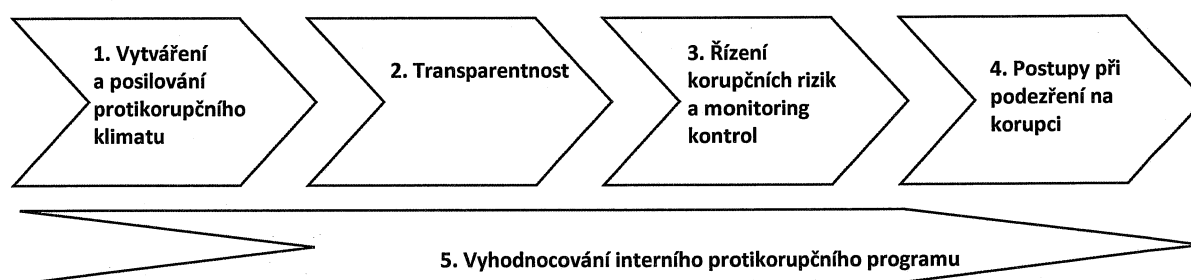 1. Vytváření
a posilování
protikorupčního
klimatu
2. Transparentnost
3. Řízení
korupčních rizik
a monitoring
kontrol
4. Postupy při
podezření na
korupci
5. Vyhodnocování interního protikorupčního programu